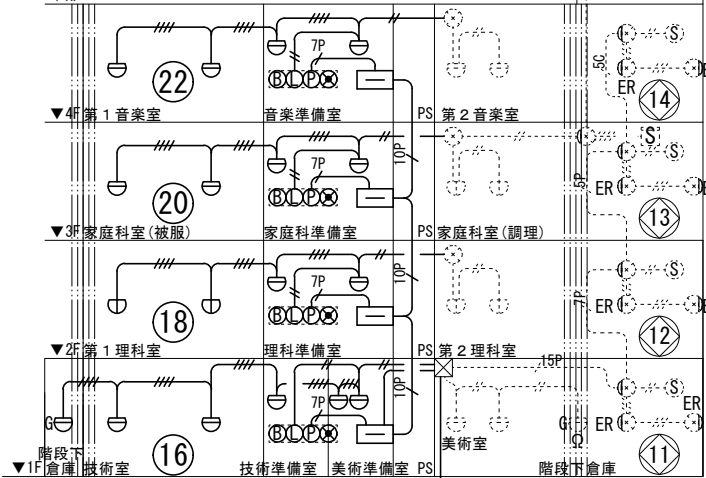 7P
B L P
22
5C
S
ER
14
▼4F 第1音楽室 音楽準備室 PS 第2音楽室
10P
S
7P
B L P
20
5P
S
ER
13
▼3F 家庭科室(被服) 家庭科準備室 PS 家庭科室(調理)
10P
7P
B L P
18
7P
S
ER
12
▼2F 第1理科室 理科準備室 PS 第2理科室
15P
10P
7P
B L P
S
ER
G
16
G
ER
11
美術室
階段下
▼1F 倉庫 技術室 技術準備室 美術準備室 PS 階段下倉庫